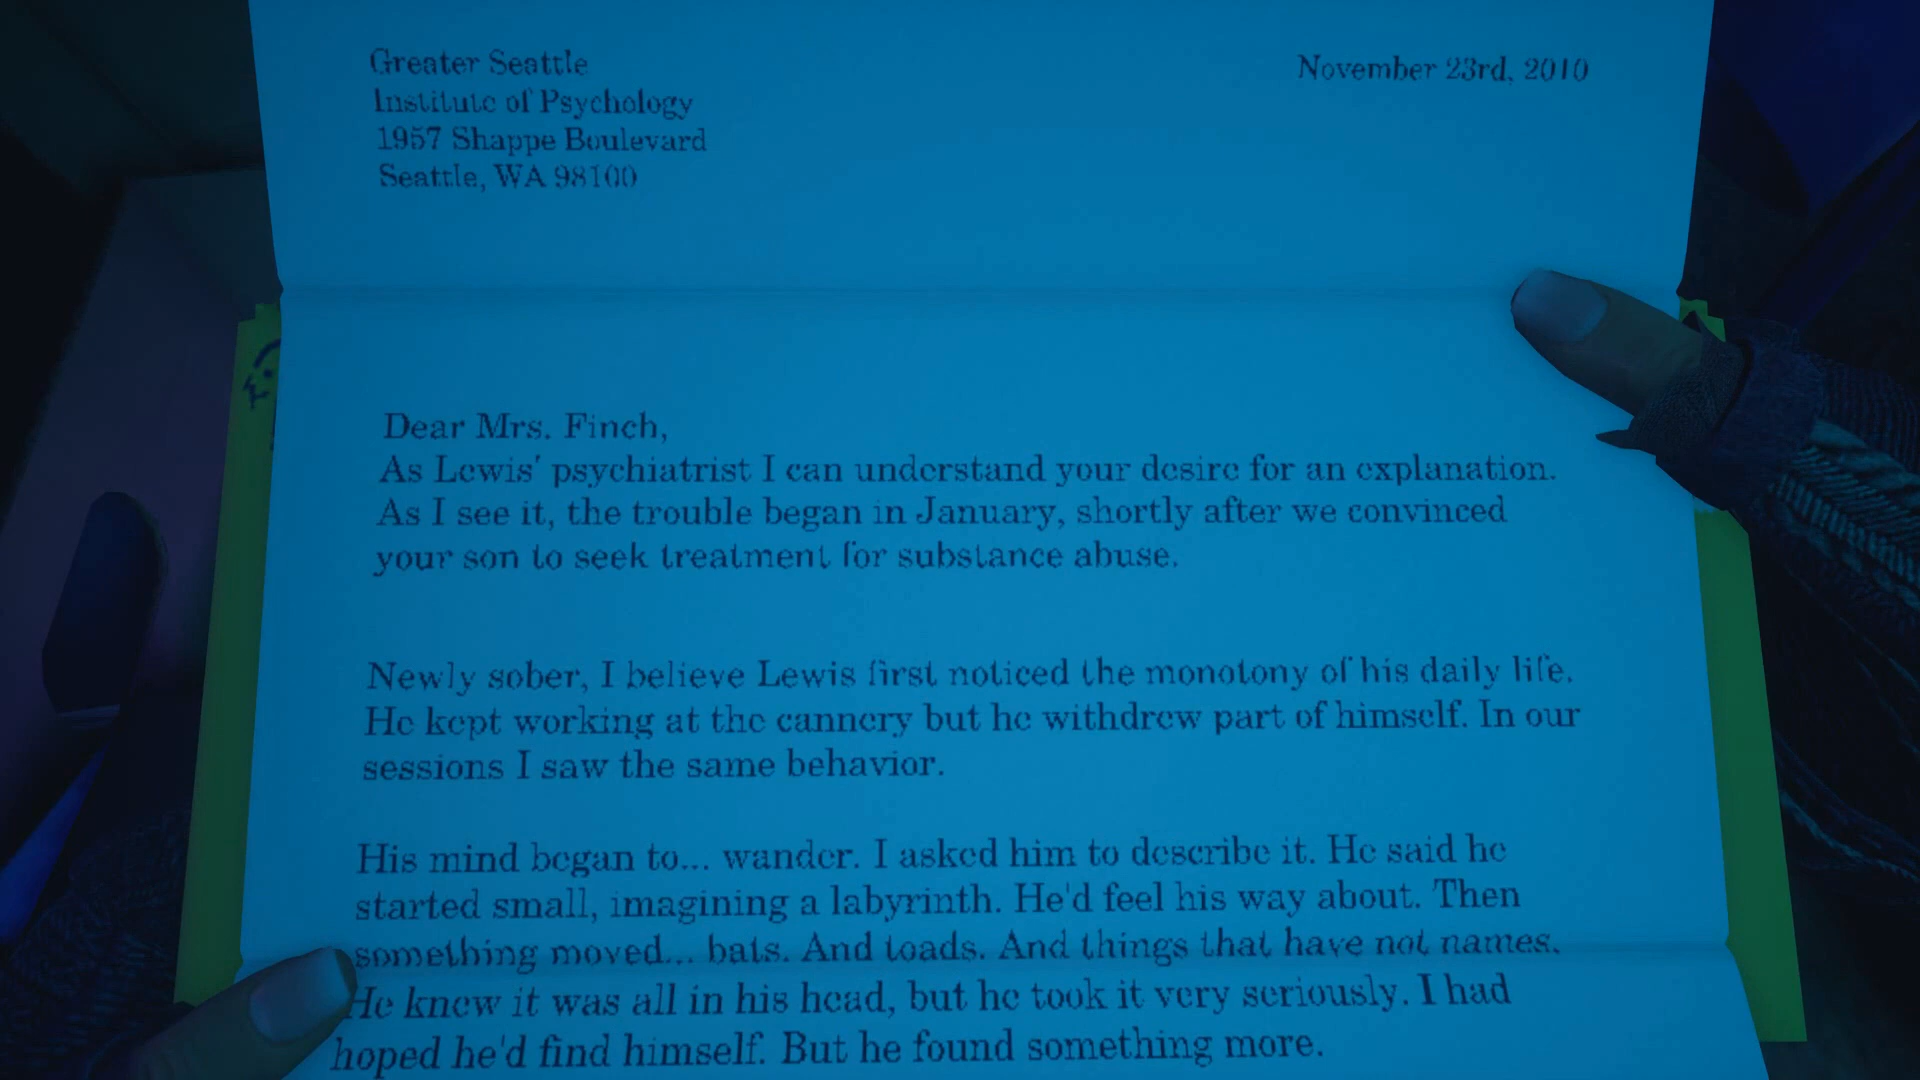 Greater Seattle
November 23rd, 2010
Institute of Psychology
1957 Shappe Boulevard
Seattle, WA 98100
Dear Mrs. Finch,
As Lewis' psychiatrist I can understand your desire for an explanation.
As I see it, the trouble began in January, shortly after we convinced
your son to seek treatment for substance abuse.
Newly sober, I believe Lewis first noticed the monotony of his daily life.
He kept working at the cannery but he withdrew part of himself. In our
sessions I saw the same behavior.
His mind began to... wander. I asked him to describe it. He said he
started small, imagining a labyrinth. He'd feel his way about. Then
something moved... bats. And toads. And things that have not names.
He knew it was all in his head, but he took it very seriously. I had
hoped he'd find himself. But he found something more.